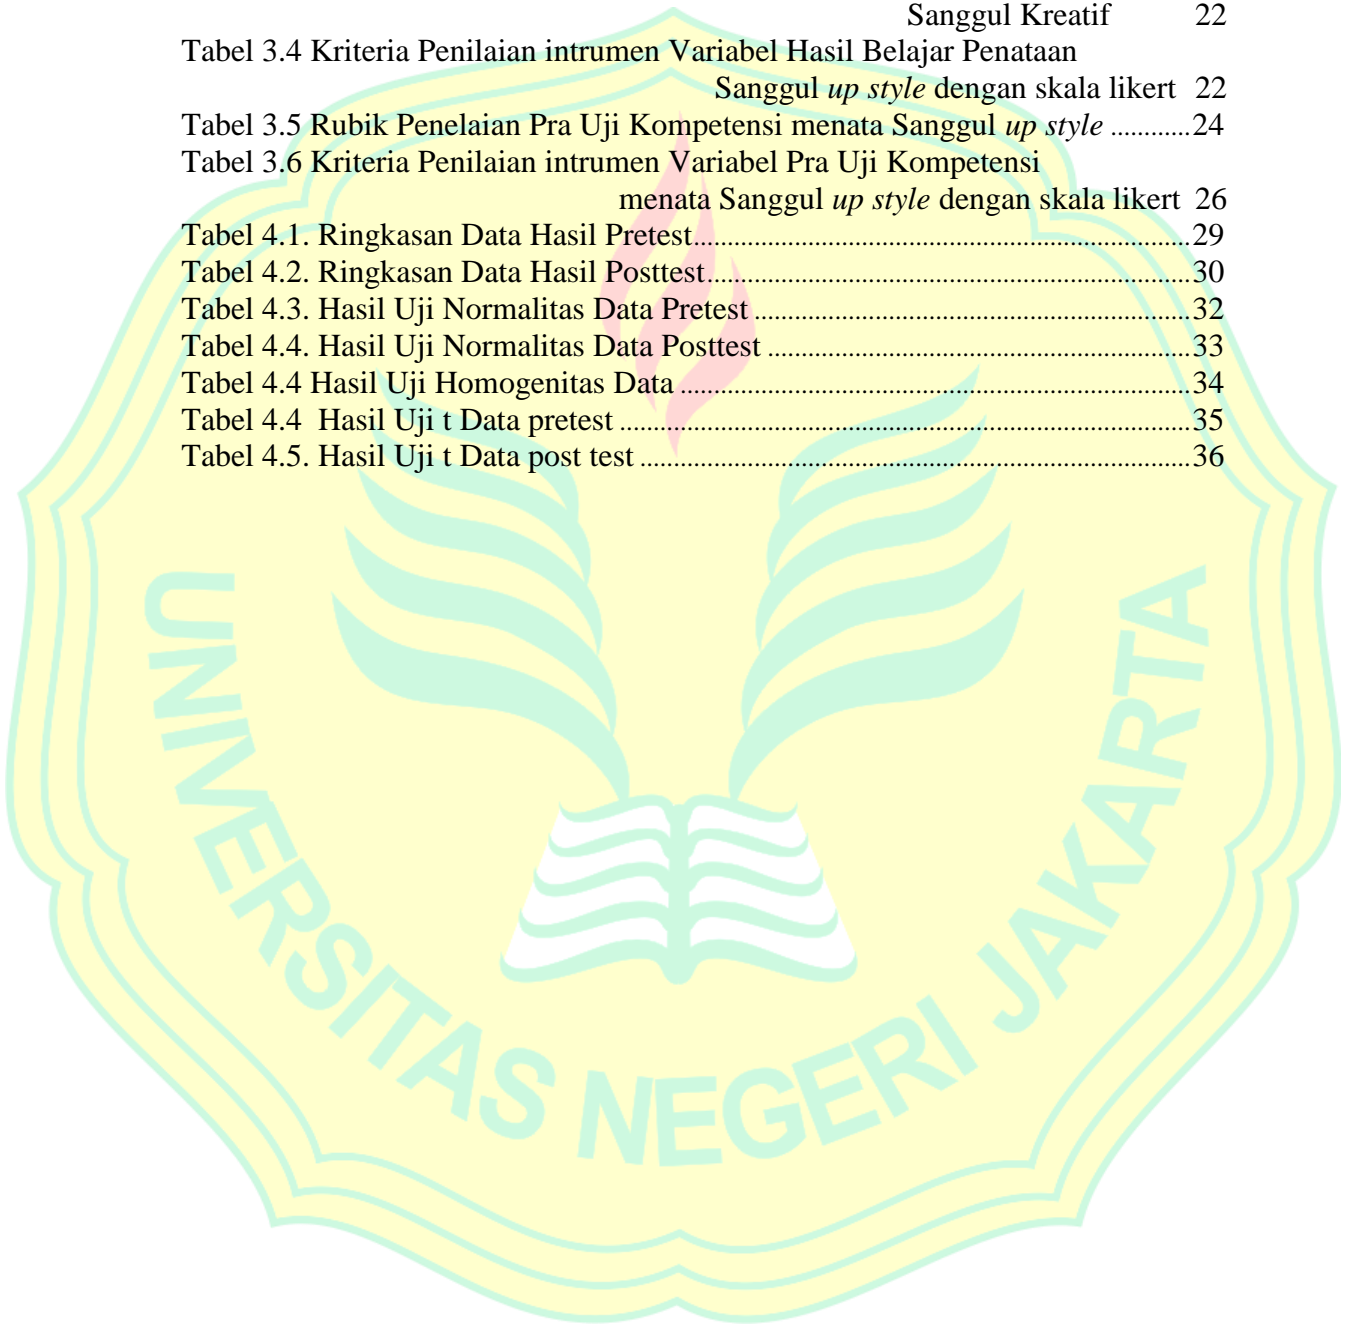 Sanggul Kreatif 22
Tabel 3.4 Kriteria Penilaian intrumen Variabel Hasil Belajar Penataan
Sanggul up style dengan skala likert 22
Tabel 3.5 Rubik Penelaian Pra Uji Kompetensi menata Sanggul up style ............24
Tabel 3.6 Kriteria Penilaian intrumen Variabel Pra Uji Kompetensi
menata Sanggul up style dengan skala likert 26
Tabel 4.1. Ringkasan Data Hasil Pretest............................................................29
Tabel 4.2. Ringkasan Data Hasil Posttest..........................................................30
Tabel 4.3. Hasil Uji Normalitas Data Pretest ....................................................32
Tabel 4.4. Hasil Uji Normalitas Data Posttest ..................................................33
Tabel 4.4 Hasil Uji Homogenitas Data .............................................................34
Tabel 4.4  Hasil Uji t Data pretest .....................................................................35
Tabel 4.5. Hasil Uji t Data post test ..................................................................36
UNIVERSITAS NEGERI JAKARTA